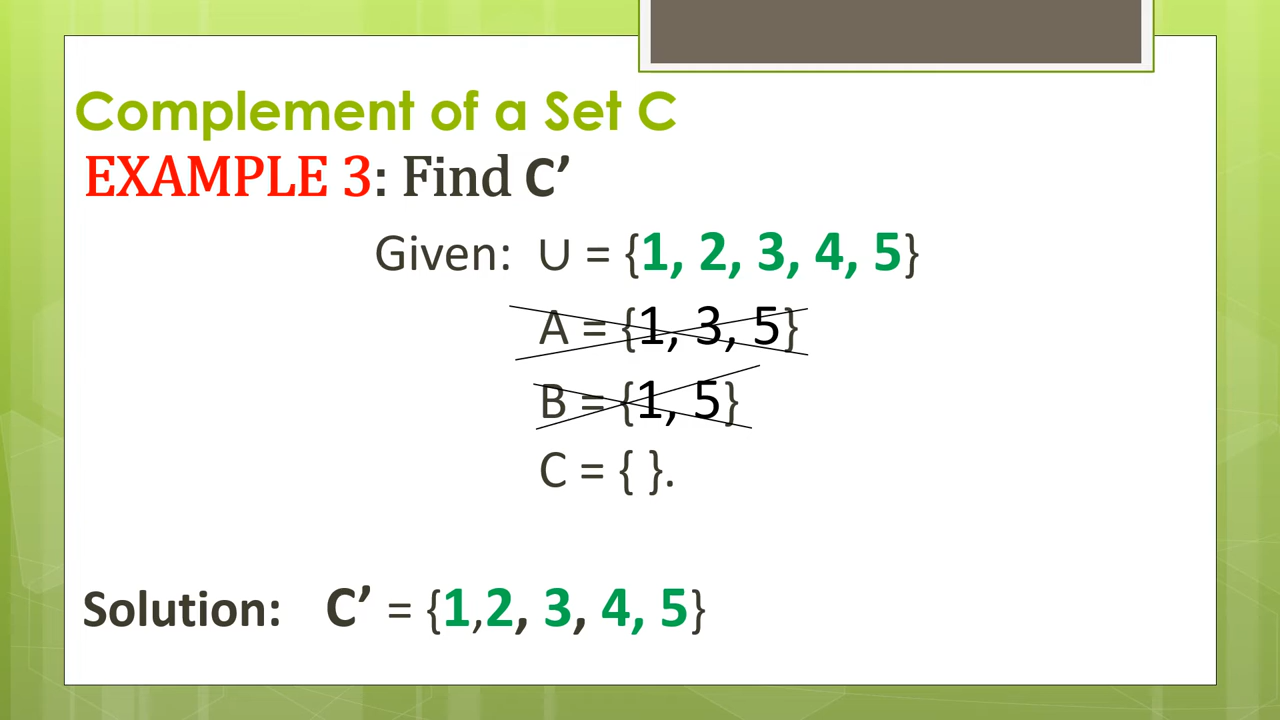 Complement of a Set C
EXAMPLE 3: Find C’
Given: ∪ = {1, 2, 3, 4, 5}
A = {1, 3, 5}
B = {1, 5}
C = { }.
Solution: C’ = {1,2, 3, 4, 5}